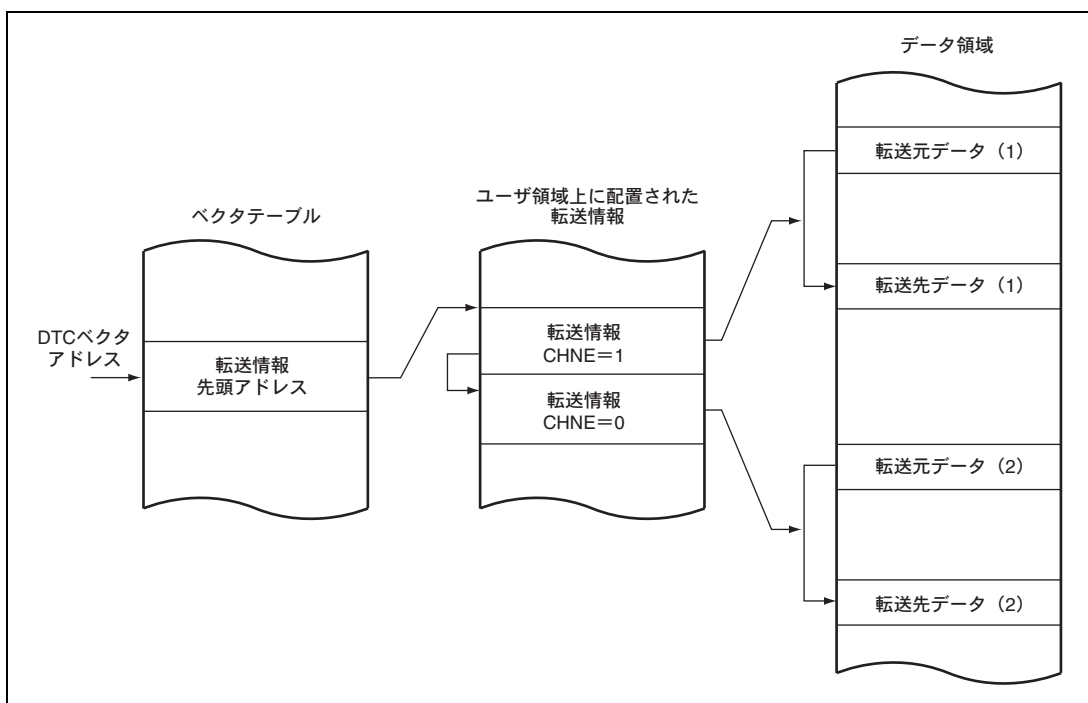 データ領域
転送元データ（1）
ユーザ領域上に配置された
転送情報
ベクタテーブル
転送先データ（1）
DTCベクタ
アドレス
転送情報
先頭アドレス
転送情報
CHNE＝1
転送情報
CHNE＝0
転送元データ（2）
転送先データ（2）